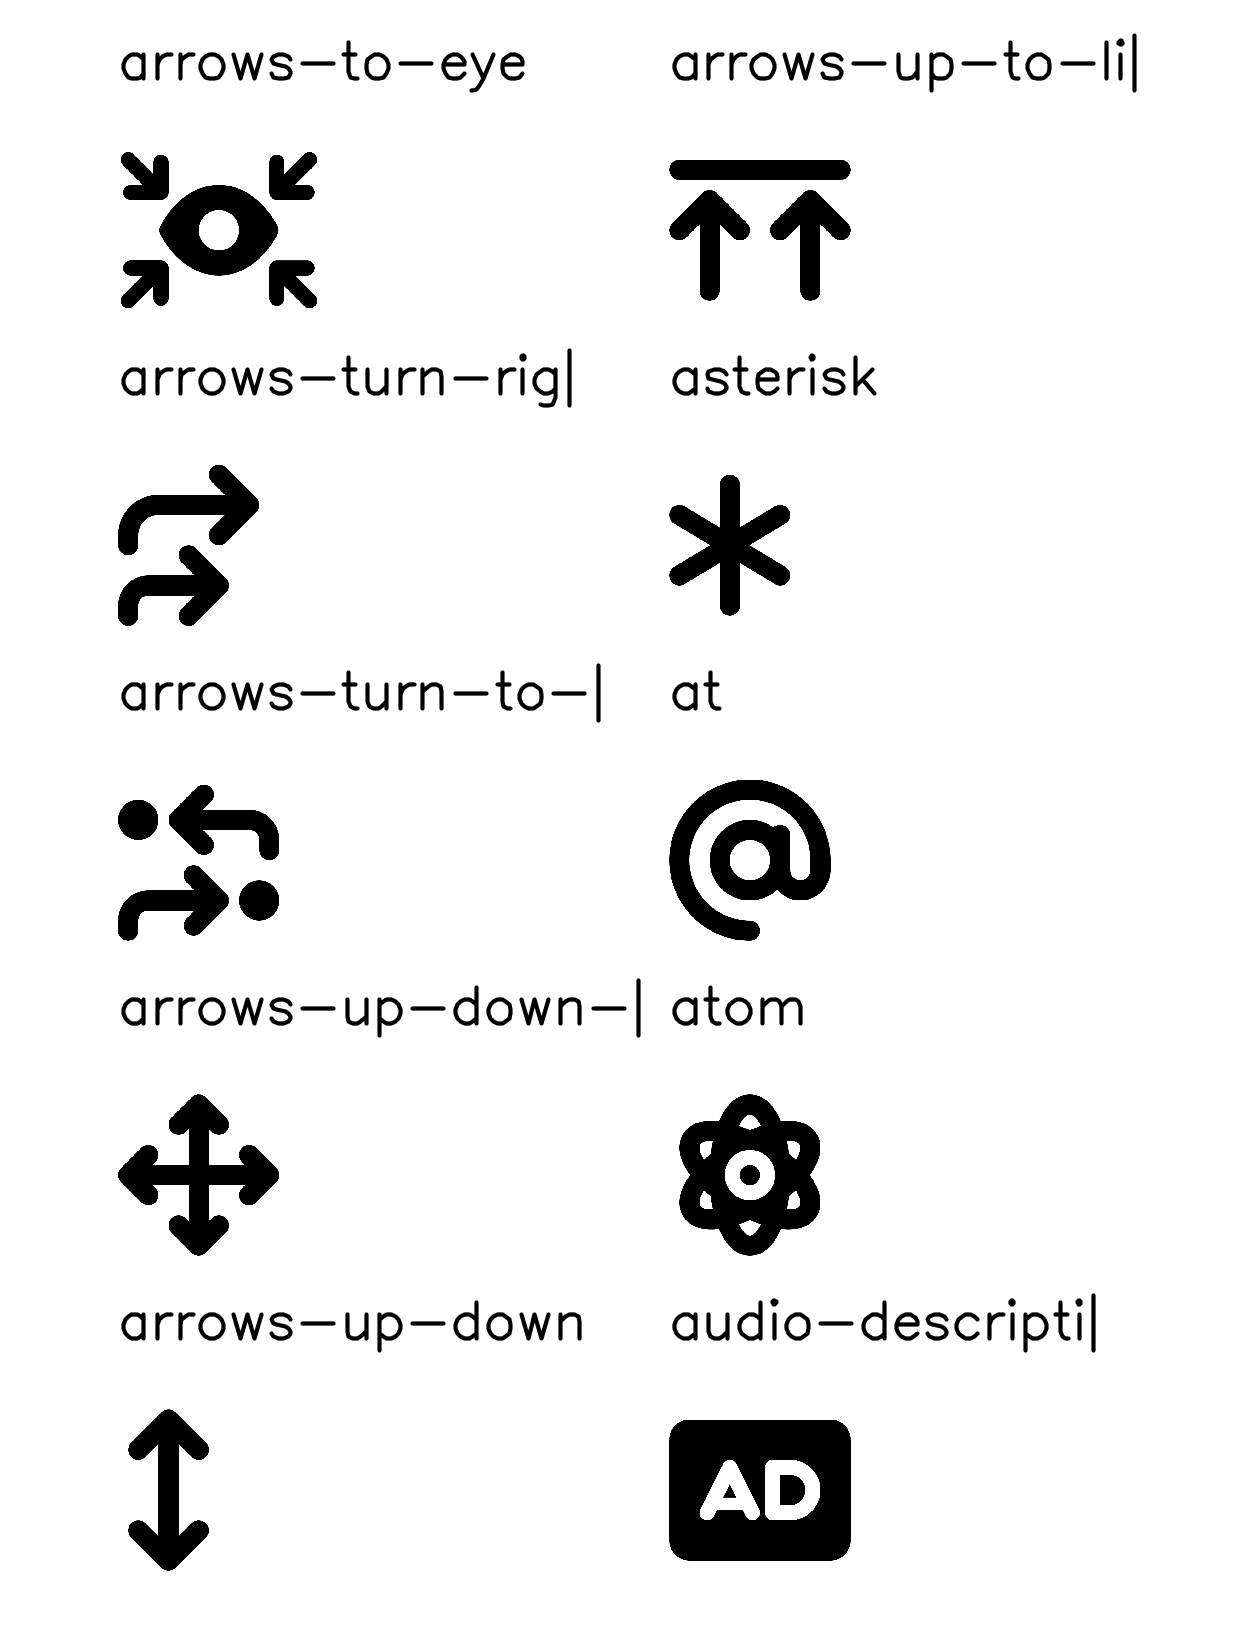 arrows-to-eye
arrows-up-to-li|
arrows-turn-rig|
asterisk
arrows-turn-to-|
at
arrows-up-down-|
atom
arrows-up-down
audio-descripti|
AD